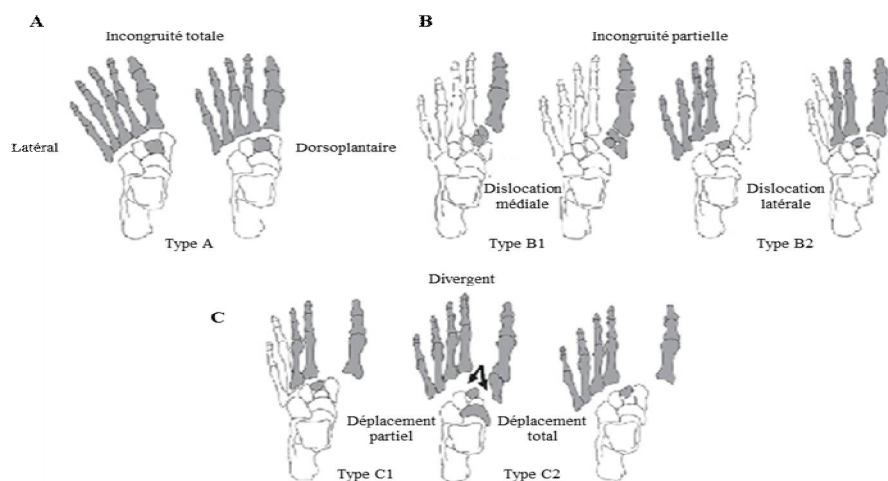 A
Incongruité totale
Latéral
Dorsoplantaire
Type A
B
Incongruité partielle
Dislocation
médiale
Dislocation
latérale
Type B1
Type B2
Divergent
C
Déplacement
partiel
Déplacement
total
Type C1
Type C2